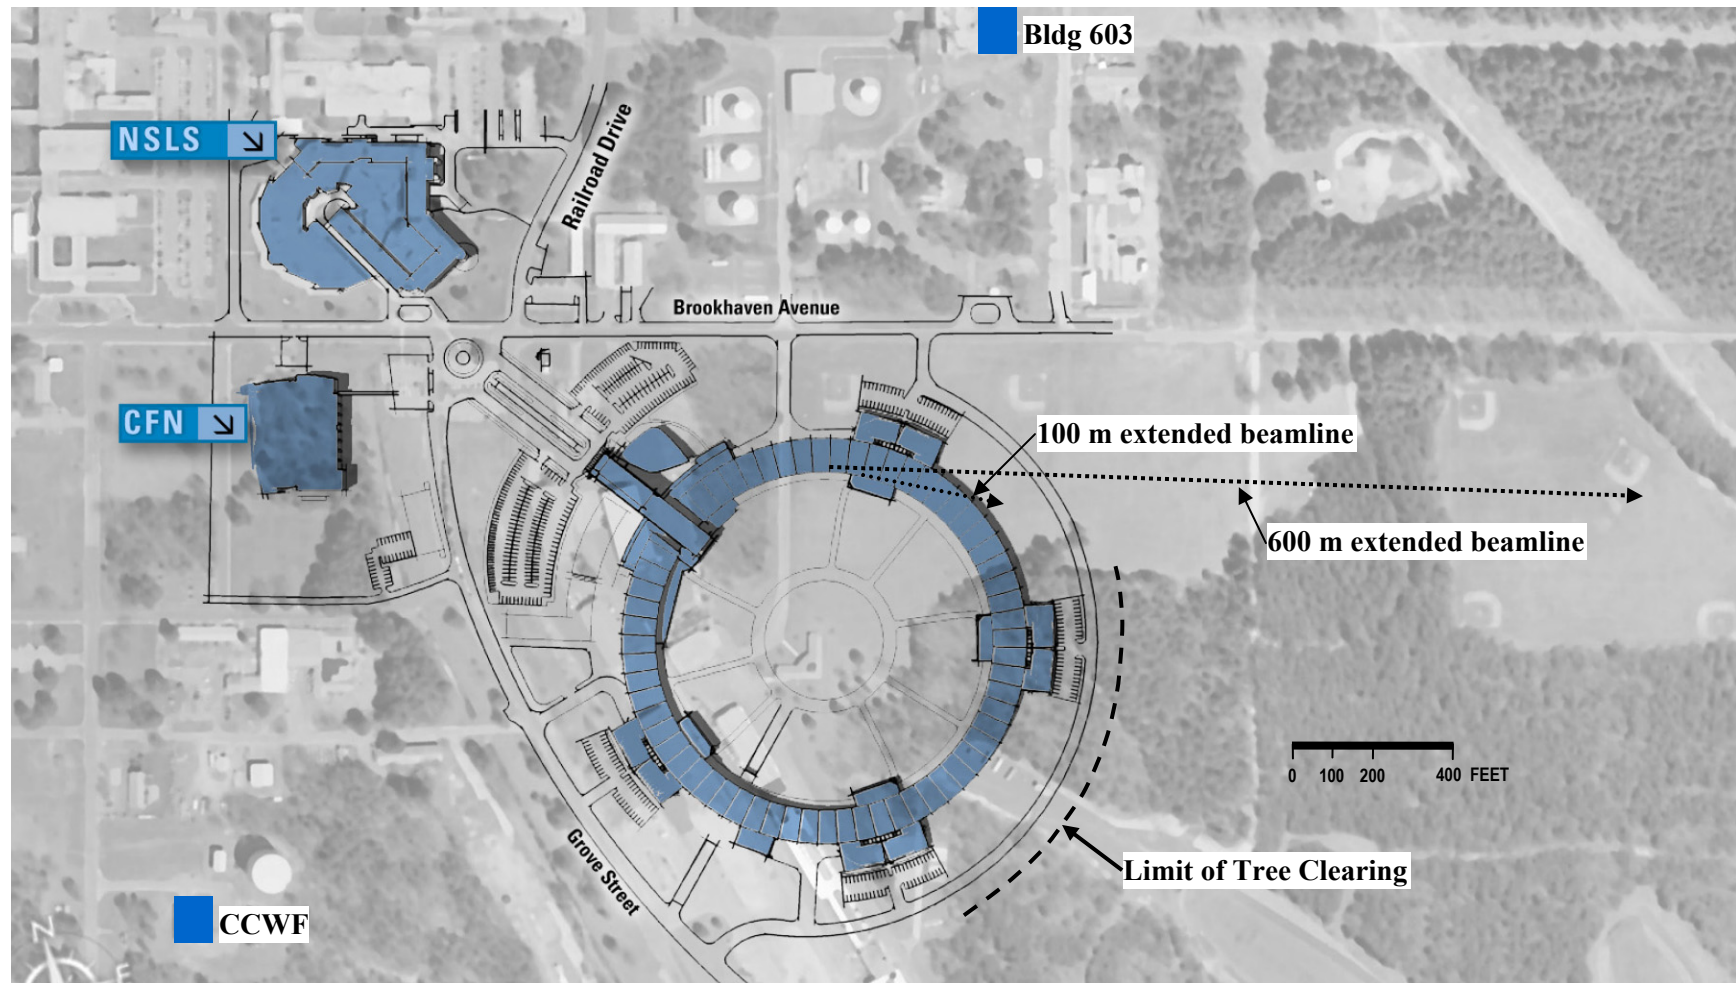 Bldg 603
NSLS
Railroad Drive
Brookhaven Avenue
CFN
100 m extended beamline
600 m extended beamline
0 100 200 400 FEET
Limit of Tree Clearing
Grove Street
CCWF
N
E